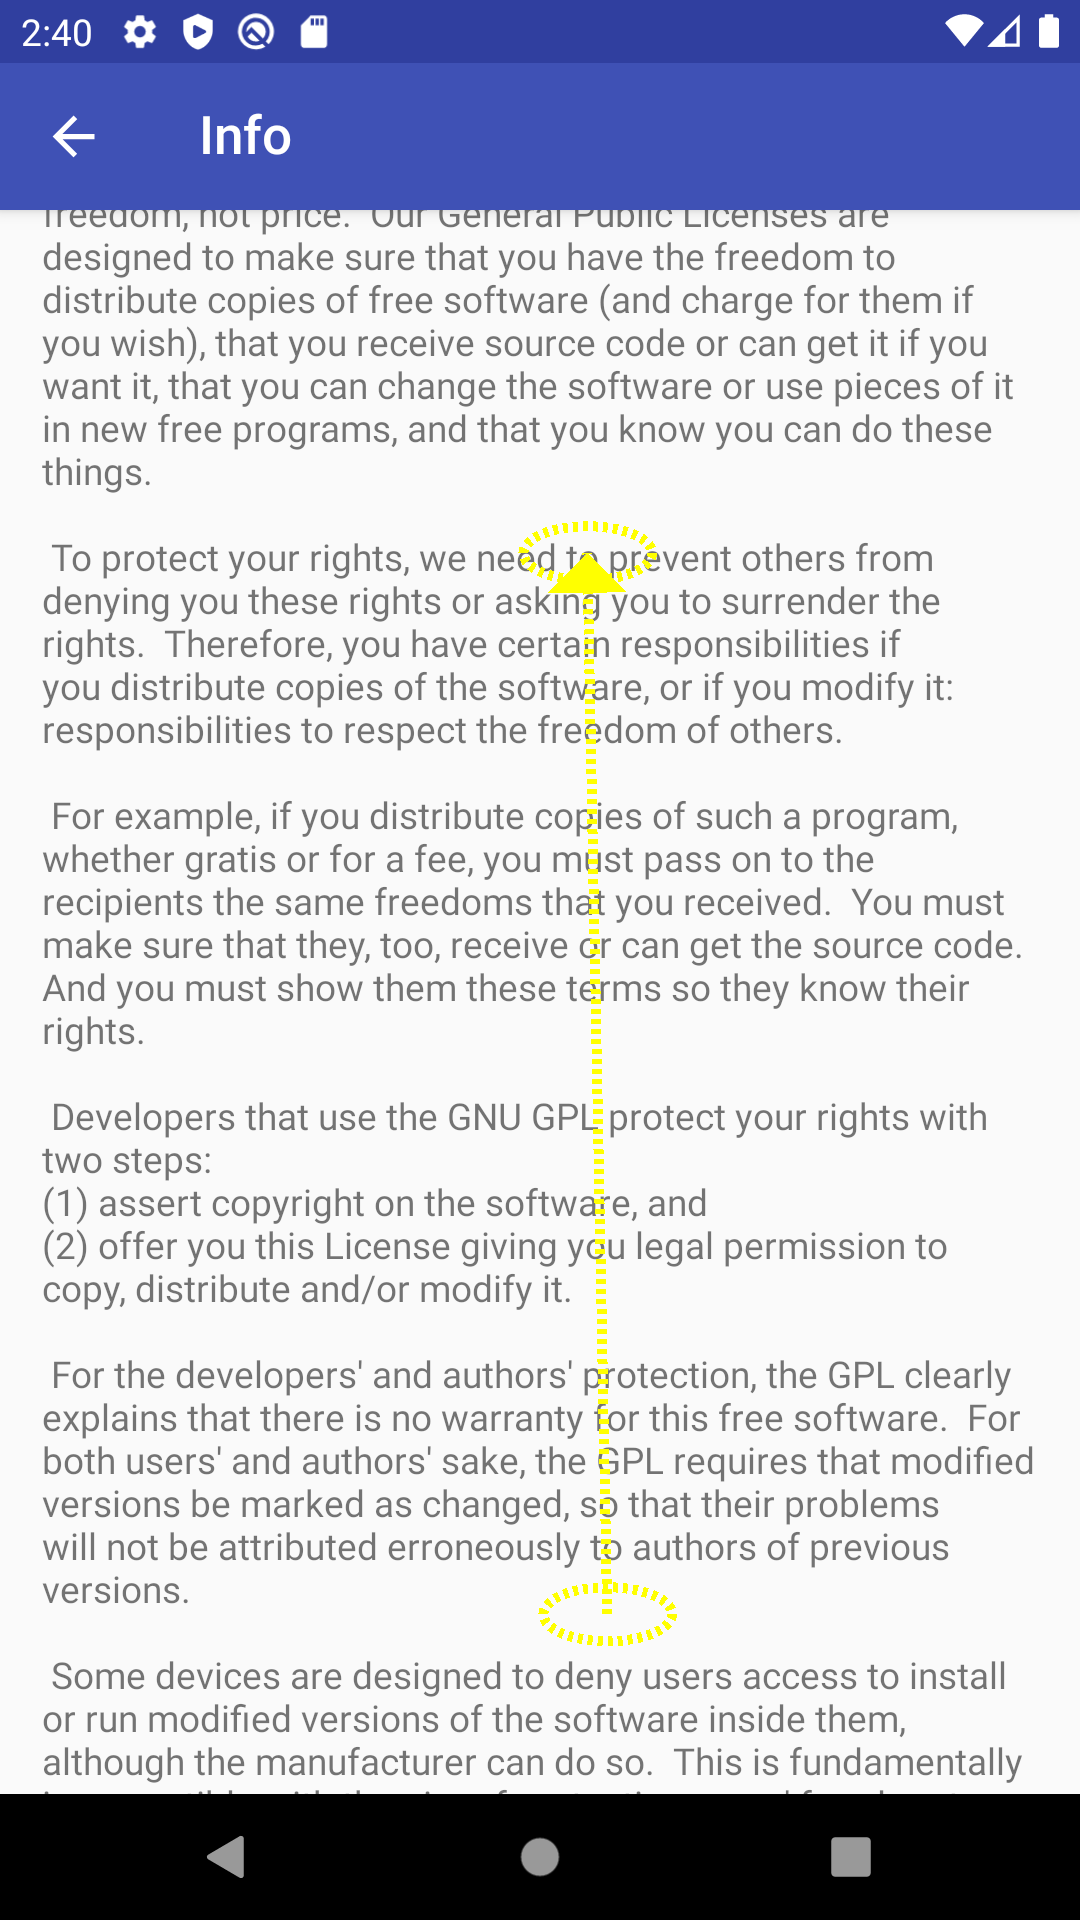 2:40
Info
freedom, not price.  Our General Public Licenses are
designed to make sure that you have the freedom to
distribute copies of free software (and charge for them if
you wish), that you receive source code or can get it if you
want it, that you can change the software or use pieces of it
in new free programs, and that you know you can do these
things.
To protect your rights, we need to prevent others from
denying you these rights or asking you to surrender the
rights.  Therefore, you have certain responsibilities if
you distribute copies of the software, or if you modify it:
responsibilities to respect the freedom of others.
For example, if you distribute copies of such a program,
whether gratis or for a fee, you must pass on to the
recipients the same freedoms that you received.  You must
make sure that they, too, receive or can get the source code.
And you must show them these terms so they know their
rights.
Developers that use the GNU GPL protect your rights with
two steps:
(1) assert copyright on the software, and
(2) offer you this License giving you legal permission to
copy, distribute and/or modify it.
For the developers' and authors' protection, the GPL clearly
explains that there is no warranty for this free software.  For
both users' and authors' sake, the GPL requires that modified
versions be marked as changed, so that their problems
will not be attributed erroneously to authors of previous
versions.
Some devices are designed to deny users access to install
or run modified versions of the software inside them,
although the manufacturer can do so.  This is fundamentally